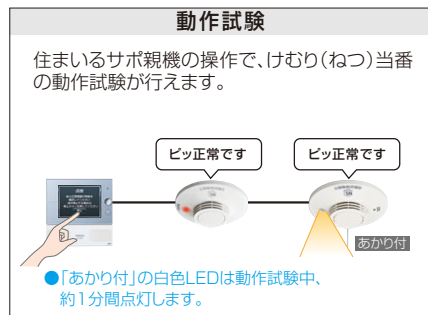 動作試験
住まいるサポ親機の操作で、けむり（ねつ）当番
の動作試験が行えます。
ピッ正常です
ピッ正常です
あかり付
●「あかり付」の白色LEDは動作試験中、
約1分間点灯します。